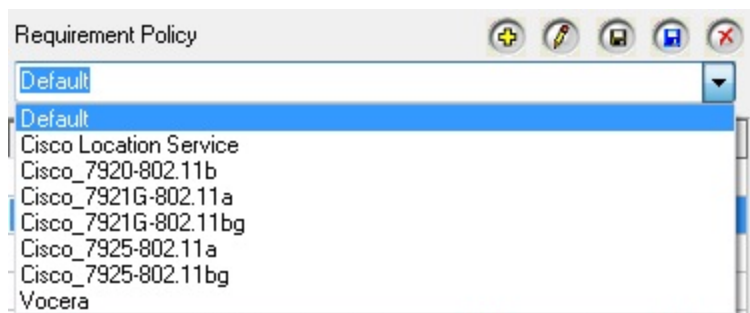 Requirement Policy
Default
Default
Cisco Location Service
Cisco_7920-802.11b
Cisco_7921G-802.11a
Cisco_7921G-802.11bg
Cisco_7925-802.11a
Cisco_7925-802.11bg
Vocera